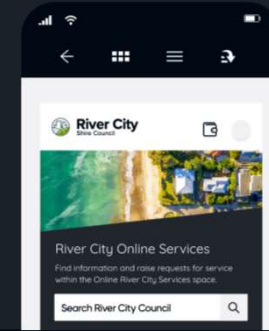 River City
Shire Council
River City Online Services
Find information and raise requests for service
within the Online River City Services space.
Search River City Council